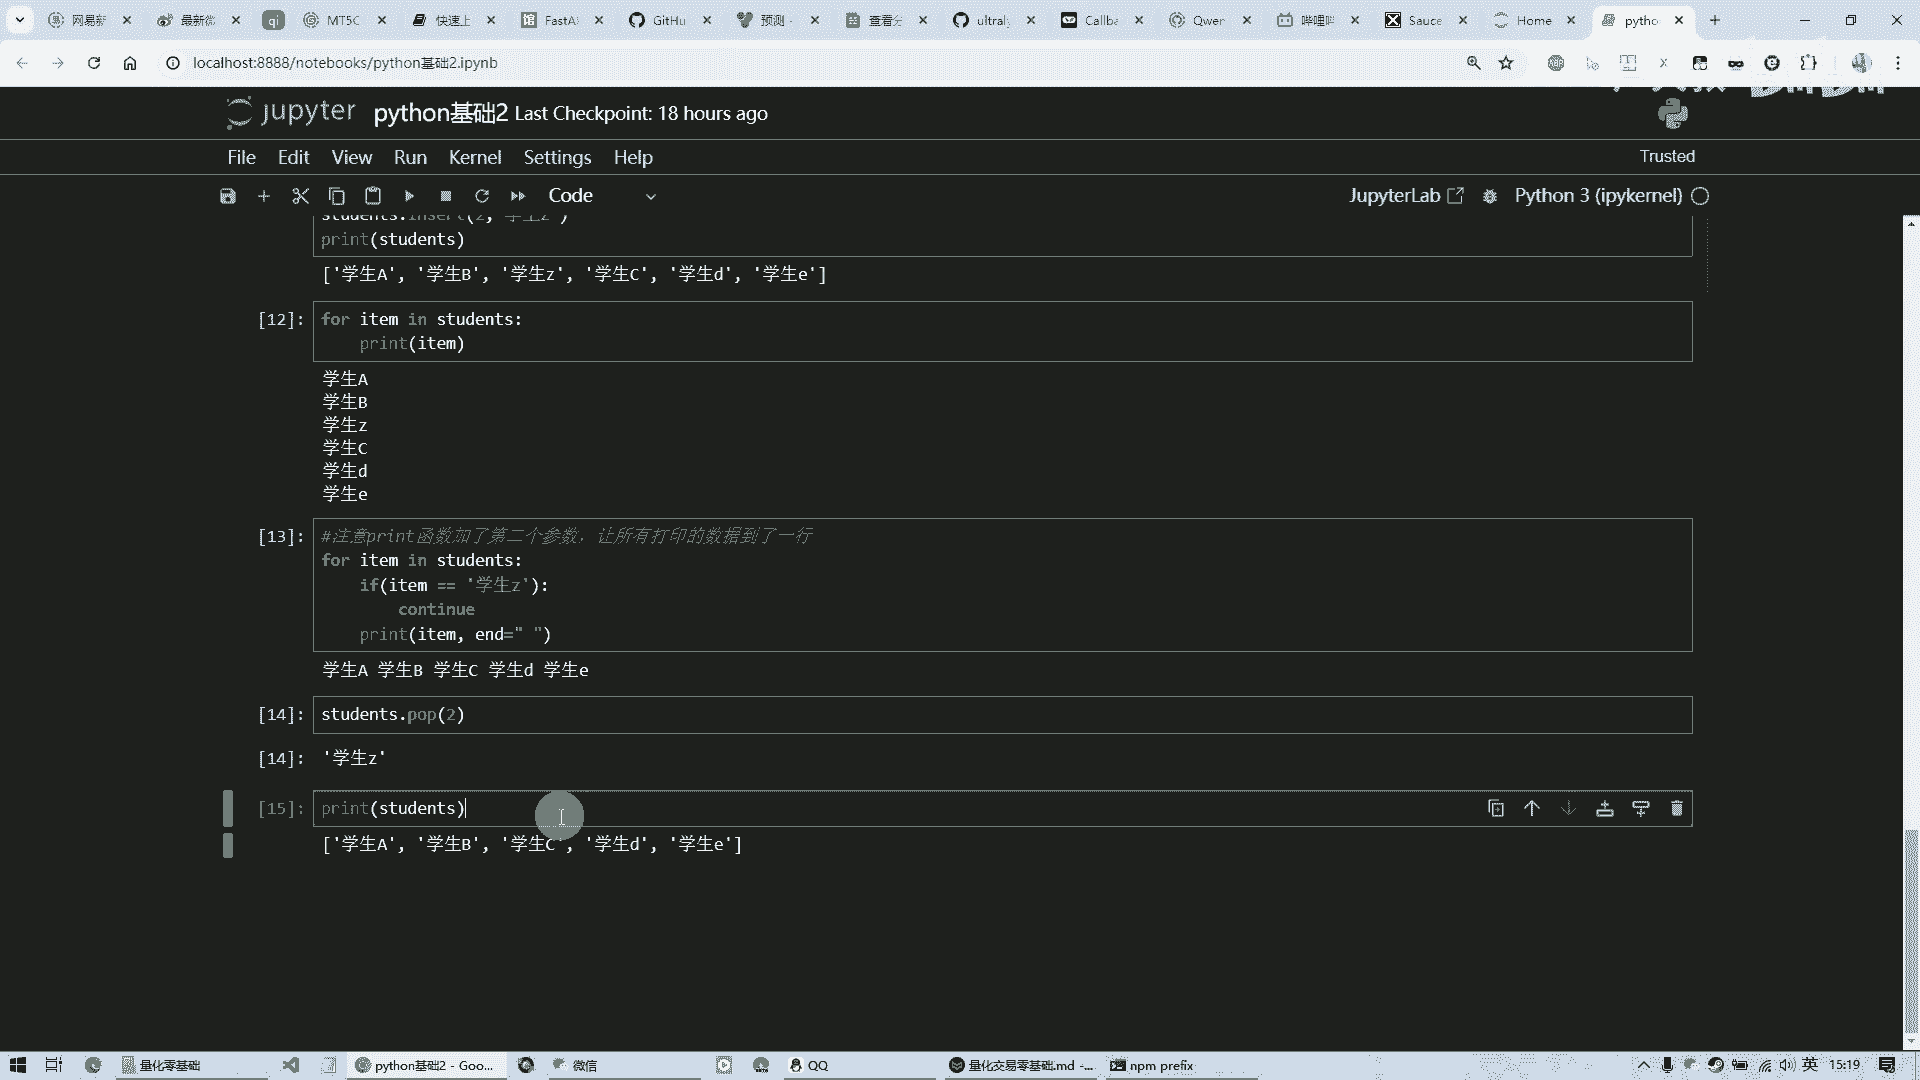 网易新 最新微 qi MT5C 快速上 FastA GitHu 预测 - 查看分 ultraly Callba Qwen 哔哩哔 Sauce Home pytho
localhost:8888/notebooks/python基础2.ipynb
jupyter python基础2 Last Checkpoint: 18 hours ago
File Edit View Run Kernel Settings Help Trusted
Code JupyterLab Python 3 (ipykernel)
students.insert(2, '学生z')
print(students)
['学生A', '学生B', '学生z', '学生C', '学生d', '学生e']
[12]: for item in students:
print(item)
学生A
学生B
学生z
学生C
学生d
学生e
[13]: #注意print函数加了第二个参数，让所有打印的数据到了一行
for item in students:
if(item == '学生z'):
continue
print(item, end=" ")
学生A 学生B 学生C 学生d 学生e
[14]: students.pop(2)
[14]: '学生z'
[15]: print(students)
['学生A', '学生B', '学生C', '学生d', '学生e']
量化零基础 python基础2 - Goo... 微信 QQ 量化交易零基础.md -... npm prefix 英 15:19